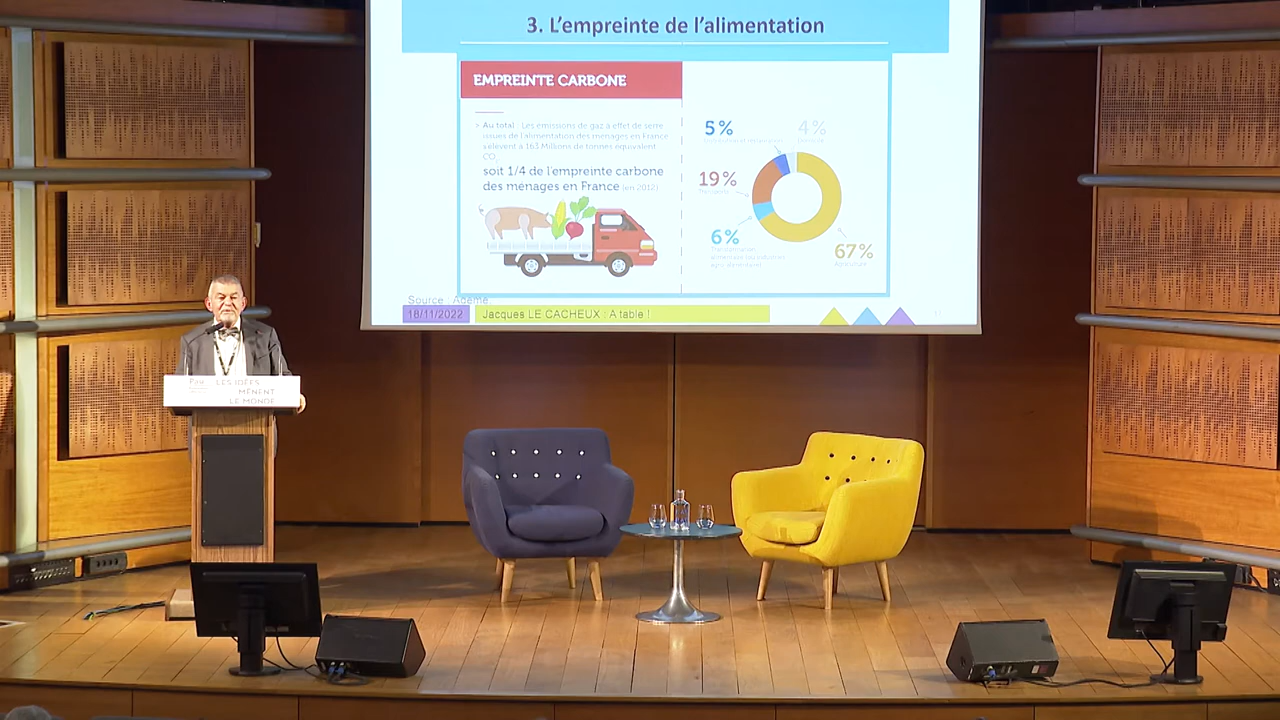 3. L'empreinte de l'alimentation
EMPREINTE CARBONE
> Au total : Les émissions de gaz à effet de serre
issues de l'alimentation des ménages en France
s'élèvent à 163 Millions de tonnes équivalent
CO2
soit 1/4 de l'empreinte carbone
des ménages en France (en 2012)
5%
4%
19%
6%
67%
Agriculture
Source : Ademe,
18/11/2022
Jacques LE CACHEUX : A table !
Pau
LES IDÉES
MÈNENT
LE MONDE